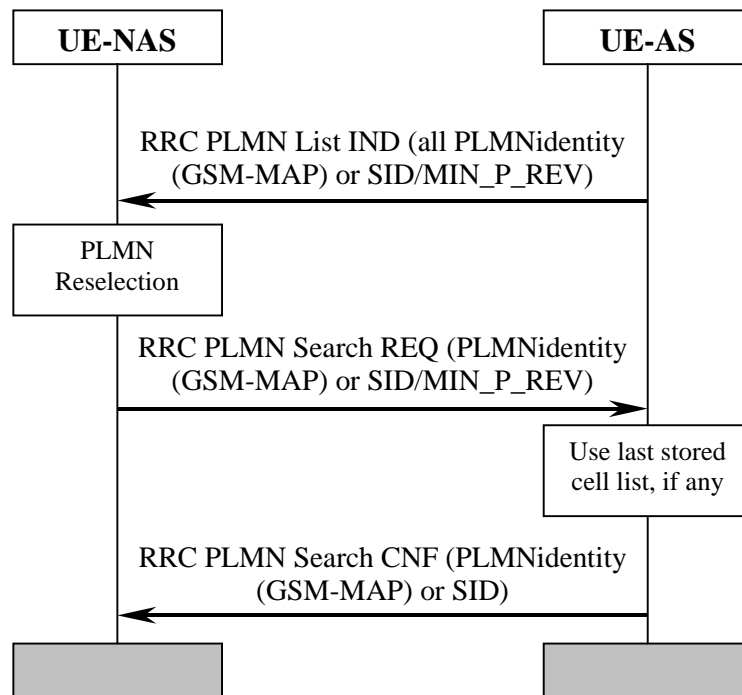 UE-NAS
UE-AS
RRC PLMN List IND (all PLMNidentity
(GSM-MAP) or SID/MIN_P_REV)
PLMN
Reselection
RRC PLMN Search REQ (PLMNidentity
(GSM-MAP) or SID/MIN_P_REV)
Use last stored
cell list, if any
RRC PLMN Search CNF (PLMNidentity
(GSM-MAP) or SID)